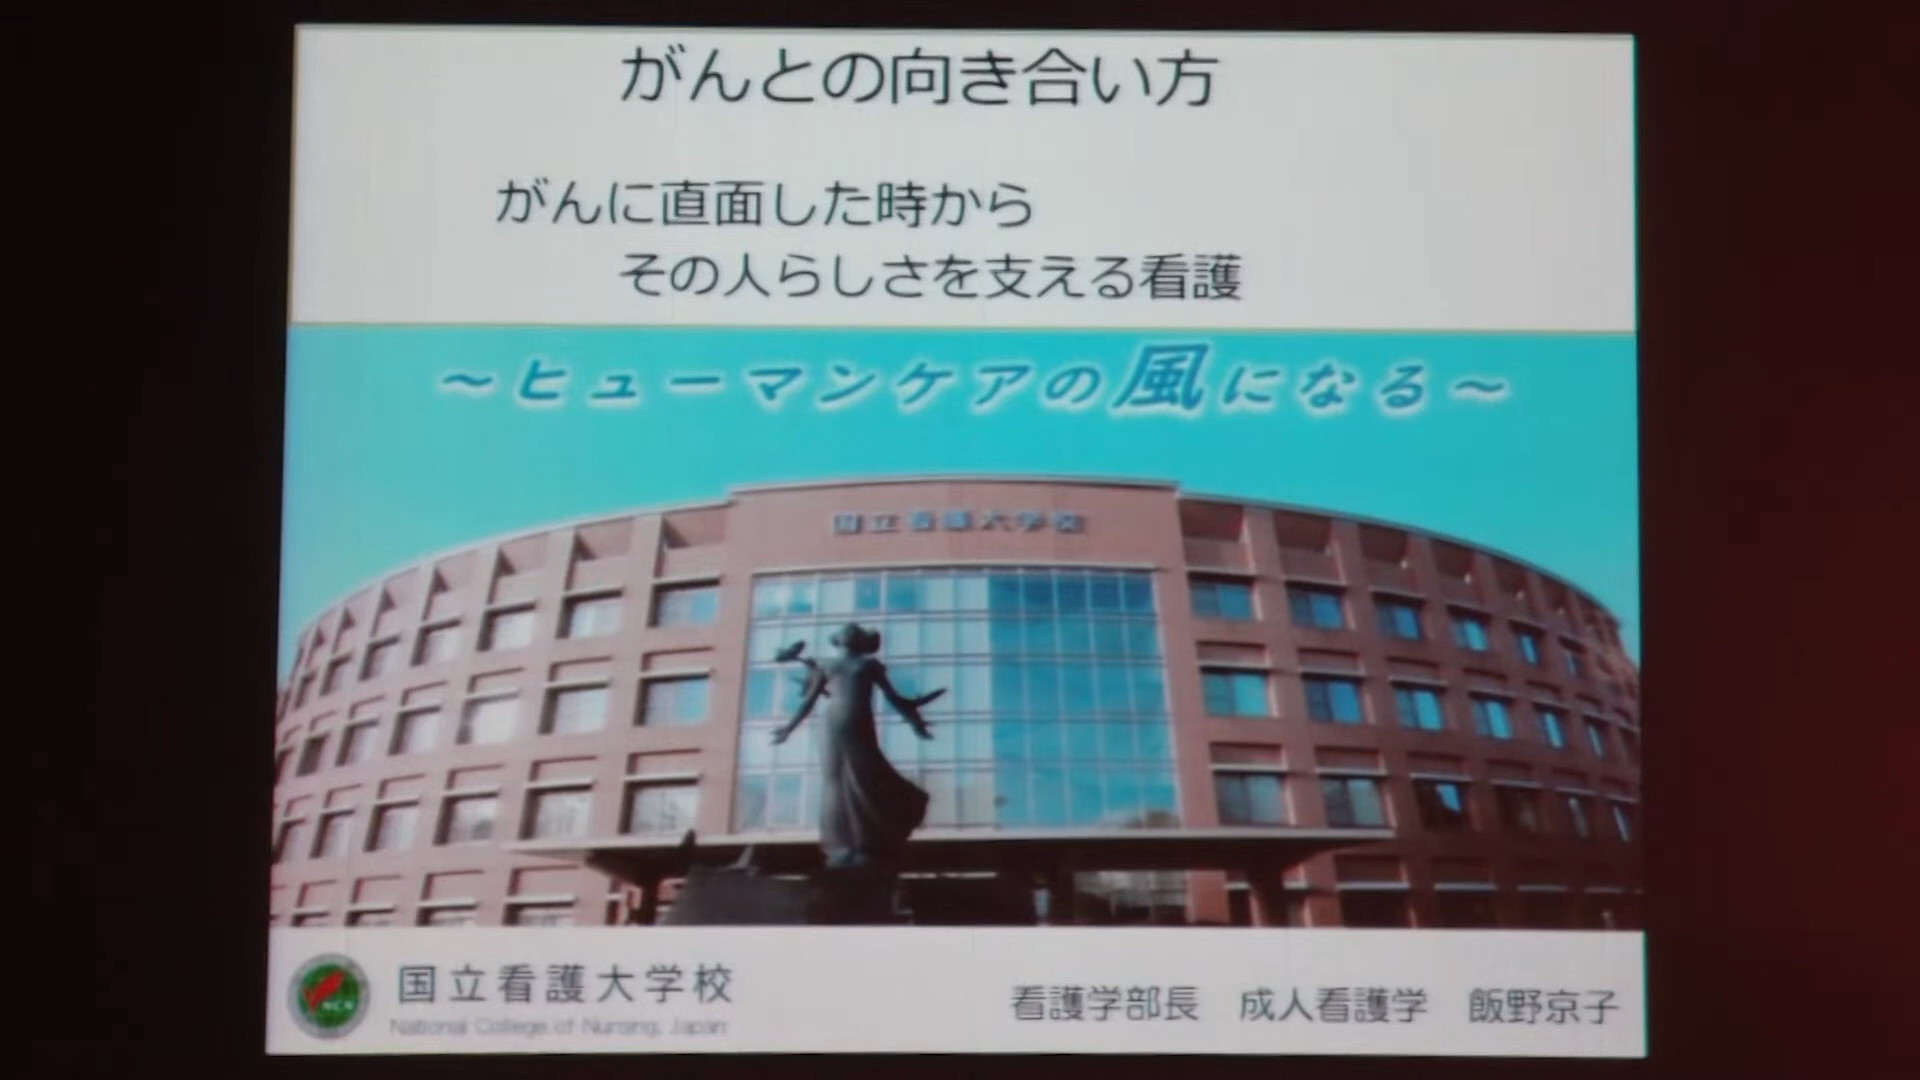 がんとの向き合い方
がんに直面した時から
その人らしさを支える看護
～ヒューマンケアの風になる～
国立看護大学校
NCN
国立看護大学校
National College of Nursing, Japan
看護学部長 成人看護学 飯野京子